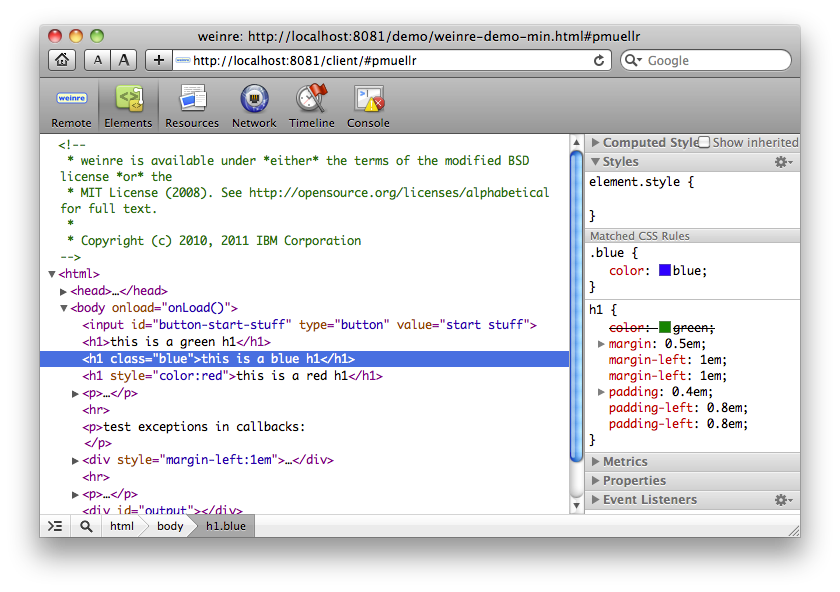 weinre: http://localhost:8081/demo/weinre-demo-min.html#pmuellr
A A + http://localhost:8081/client/#pmuellr Google
weinre
Remote Elements Resources Network Timeline Console
<!--
* weinre is available under *either* the terms of the modified BSD
license *or* the
* MIT License (2008). See http://opensource.org/licenses/alphabetical
for full text.
*
* Copyright (c) 2010, 2011 IBM Corporation
-->
▼<html>
▶<head>…</head>
▼<body onload="onLoad()">
<input id="button-start-stuff" type="button" value="start stuff">
<h1>this is a green h1</h1>
<h1 class="blue">this is a blue h1</h1>
<h1 style="color:red">this is a red h1</h1>
▶<p>…</p>
<hr>
<p>test exceptions in callbacks:
</p>
▶<div style="margin-left:1em">…</div>
<hr>
▶<p>…</p>
<div id="output"></div>
▶ Computed Style Show inherited
▼ Styles
element.style {
}
Matched CSS Rules
.blue {
color: blue;
}
h1 {
color: green;
▶ margin: 0.5em;
margin-left: 1em;
margin-left: 1em;
▶ padding: 0.4em;
padding-left: 0.8em;
padding-left: 0.8em;
}
▶ Metrics
▶ Properties
▶ Event Listeners
html body h1.blue